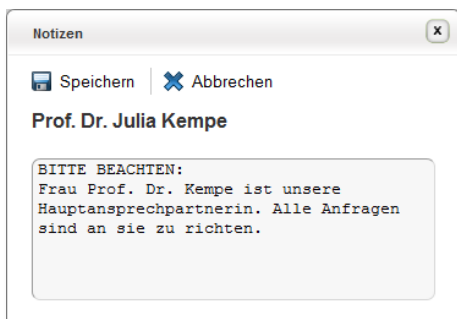 Notizen
x
Speichern Abbrechen
Prof. Dr. Julia Kempe
BITTE BEACHTEN:
Frau Prof. Dr. Kempe ist unsere
Hauptansprechpartnerin. Alle Anfragen
sind an sie zu richten.